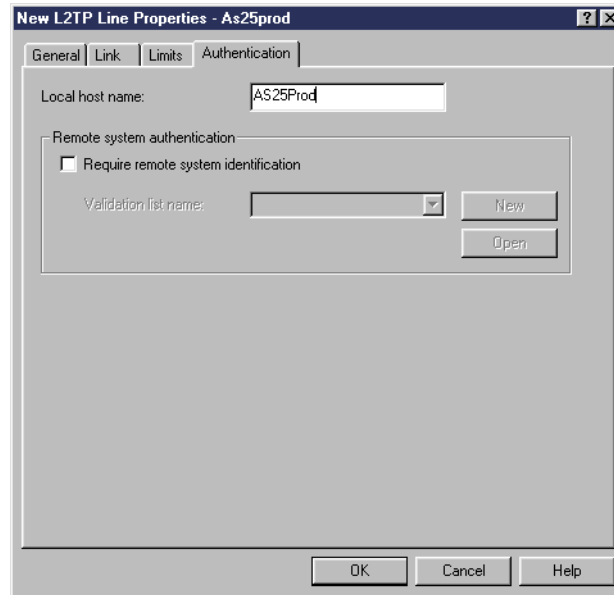 New L2TP Line Properties - As25prod
General Link Limits Authentication
Local host name: AS25Prod
Remote system authentication
Require remote system identification
Validation list name: New
Open
OK Cancel Help